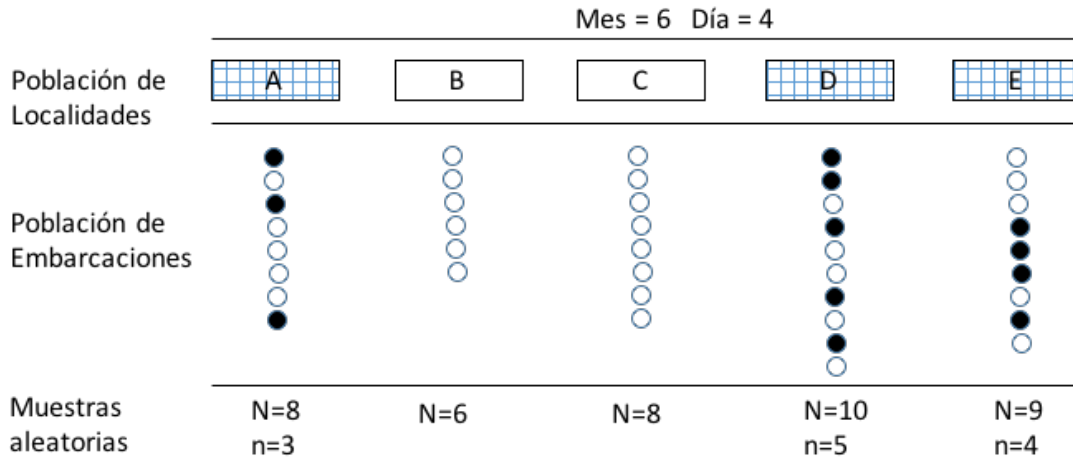 Mes = 6 Día = 4
Población de
Localidades
A B C D E
Población de
Embarcaciones
Muestras
aleatorias
N=8 N=6 N=8 N=10 N=9
n=3 n=5 n=4